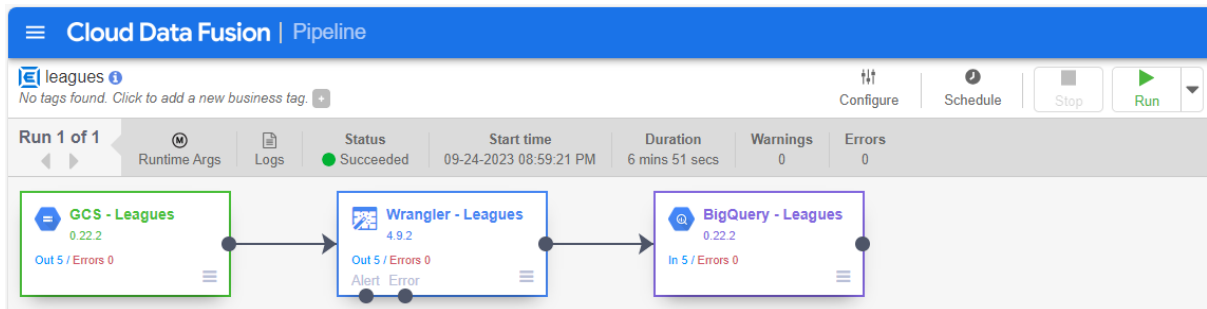 Cloud Data Fusion | Pipeline
leagues
No tags found. Click to add a new business tag. +
Configure
Schedule
Stop
Run
Run 1 of 1
Runtime Args
Logs
Status
Succeeded
Start time
09-24-2023 08:59:21 PM
Duration
6 mins 51 secs
Warnings
0
Errors
0
GCS - Leagues
0.22.2
Out 5 / Errors 0
Wrangler - Leagues
4.9.2
Out 5 / Errors 0
Alert Error
BigQuery - Leagues
0.22.2
In 5 / Errors 0